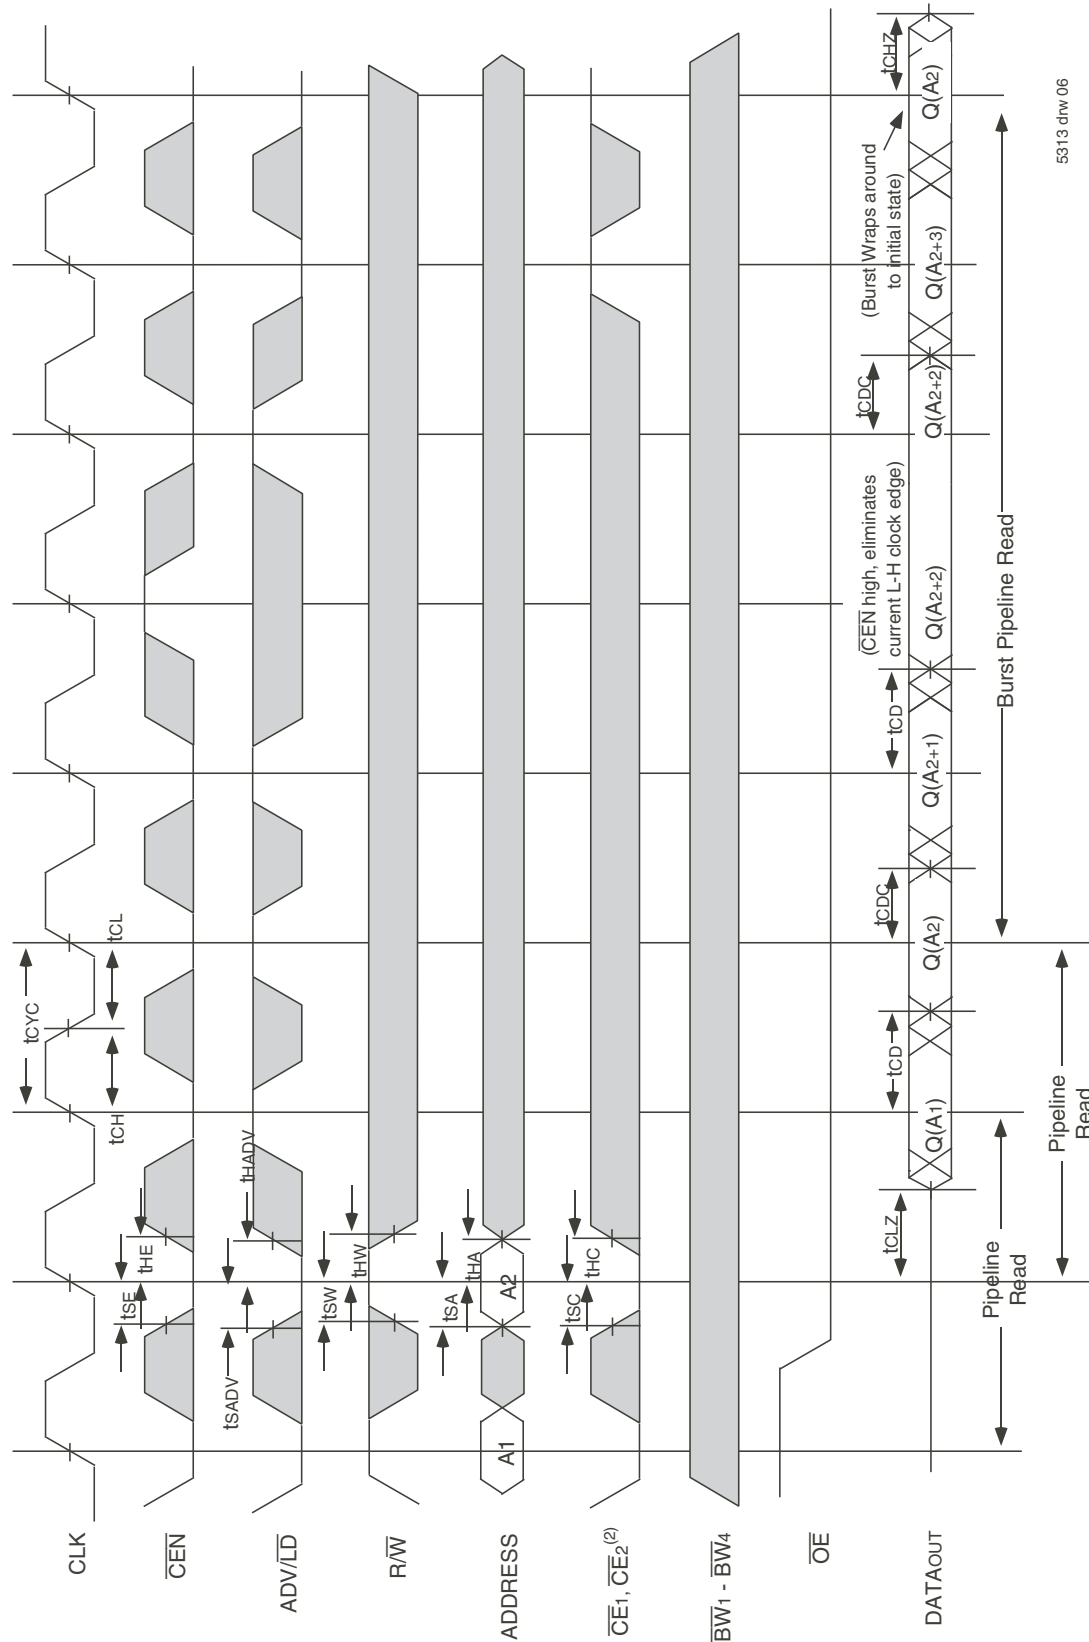 tCYC
tCH
tCL
CLK
tSE
tHE
CEN
tSADV
tHADV
ADV/LD
tSW
tHW
R/W
A1
A2
tSA
tHA
ADDRESS
tSC
tHC
CE1, CE2(2)
BW1 - BW4
OE
(CEN high, eliminates
current L-H clock edge)
(Burst Wraps around
to initial state)
tCLZ
tCD
tCDC
tCD
tCDC
tCHZ
DATAOUT
Q(A1)
Q(A2)
Q(A2+1)
Q(A2+2)
Q(A2+2)
Q(A2+3)
Q(A2)
Pipeline
Read
Burst Pipeline Read
Pipeline
Read
5313 drw 06